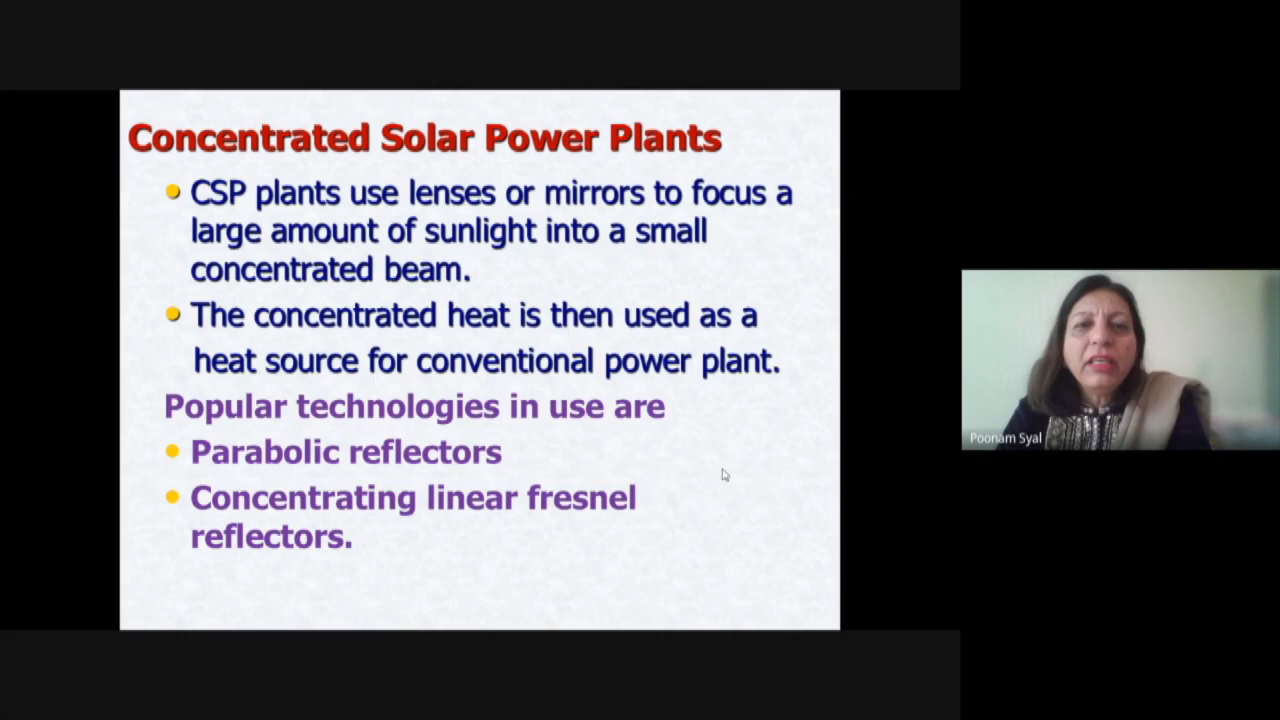 Concentrated Solar Power Plants
• CSP plants use lenses or mirrors to focus a
large amount of sunlight into a small
concentrated beam.
• The concentrated heat is then used as a
heat source for conventional power plant.
Popular technologies in use are
• Parabolic reflectors
• Concentrating linear fresnel
reflectors.
Poonam Syal